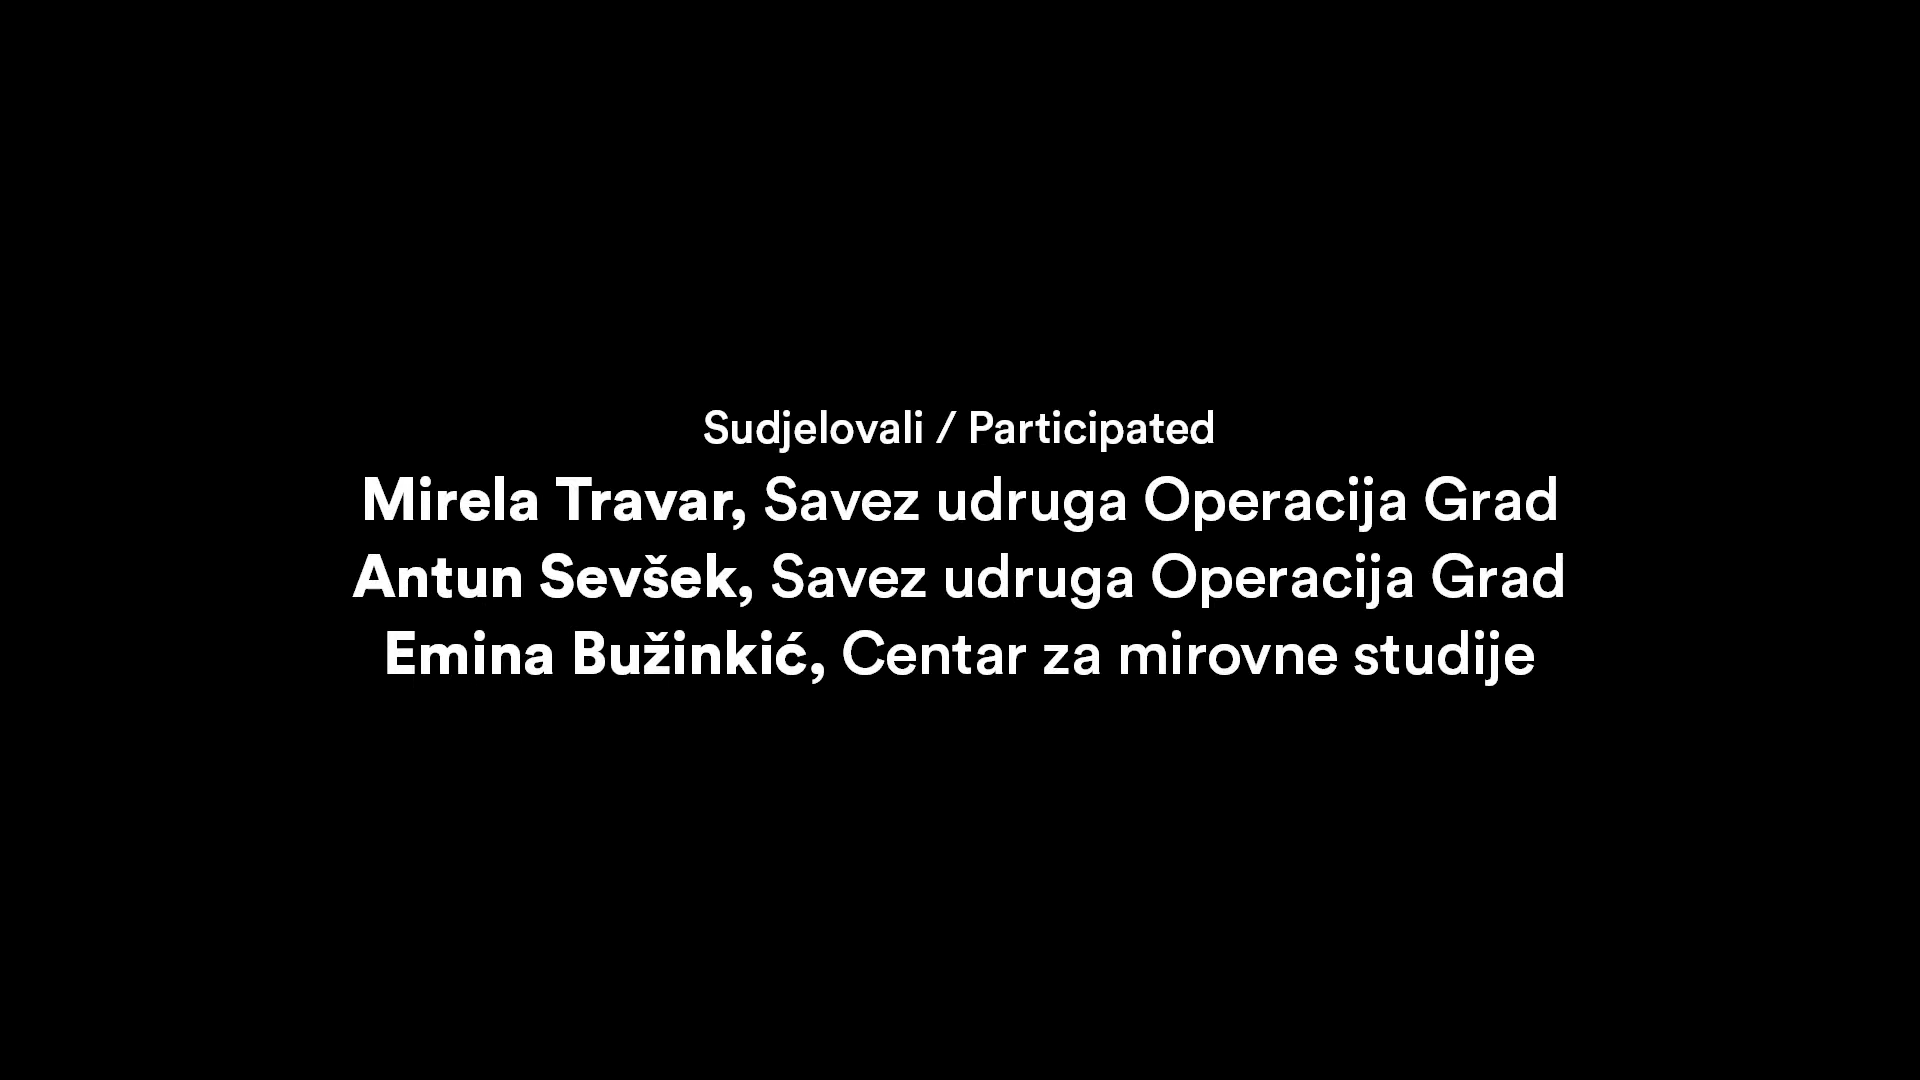 Sudjelovali / Participated
Mirela Travar, Savez udruga Operacija Grad
Antun Sevšek, Savez udruga Operacija Grad
Emina Bužinkić, Centar za mirovne studije